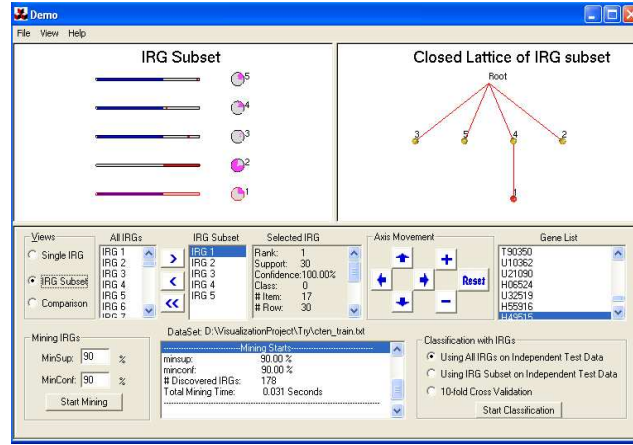 Demo
File View Help
IRG Subset
5
4
3
2
1
Closed Lattice of IRG subset
Root
3 5 4 2
1
Views
Single IRG
IRG Subset
Comparison
All IRGs
IRG 1
IRG 2
IRG 3
IRG 4
IRG 5
IRG 6
IRG 7
>
<
<<
IRG Subset
IRG 1
IRG 2
IRG 3
IRG 4
IRG 5
Selected IRG
Rank: 1
Support: 30
Confidence:100.00%
Class: 0
# Item: 17
# Row: 30
Axis Movement
+
Reset
-
Gene List
T90350
U10362
U21090
H06524
U32519
H55916
H49515
Mining IRGs
MinSup: 90 %
MinConf: 90 %
Start Mining
DataSet: D:\VisualizationProject\Try\cten_train.txt
Mining Starts
minsup: 90.00 %
minconf: 90.00 %
# Discovered IRGs: 178
Total Mining Time: 0.031 Seconds
Classification with IRGs
Using All IRGs on Independent Test Data
Using IRG Subset on Independent Test Data
10-fold Cross Validation
Start Classification